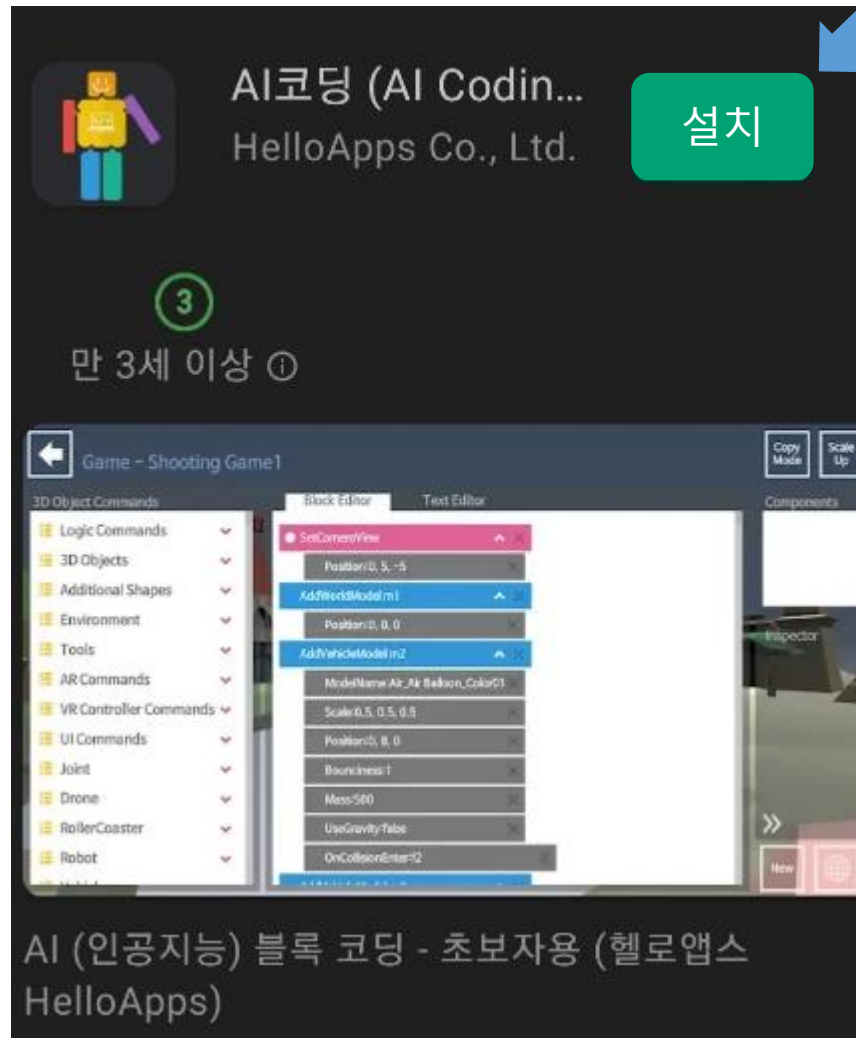 AI코딩 (AI Codin...
HelloApps Co., Ltd.
설치
3
만 3세 이상
Game - Shooting Game1
Copy Mode
Scale Up
3D Object Commands
Block Editor
Text Editor
Components
Logic Commands
3D Objects
Additional Shapes
Environment
Tools
AR Commands
VR Controller Commands
UI Commands
Joint
Drone
RollerCoaster
Robot
SetCameraView
Position:0, 5, -5
AddWorldModel m1
Position:0, 0, 0
AddVehicleModel m2
ModelName:Air_Air Balloon_Color01
Scale:0.5, 0.5, 0.5
Position:0, 8, 0
Bounciness:1
Mass:500
UseGravity:false
OnCollisionEnter:f2
Inspector
New
AI (인공지능) 블록 코딩 - 초보자용 (헬로앱스
HelloApps)